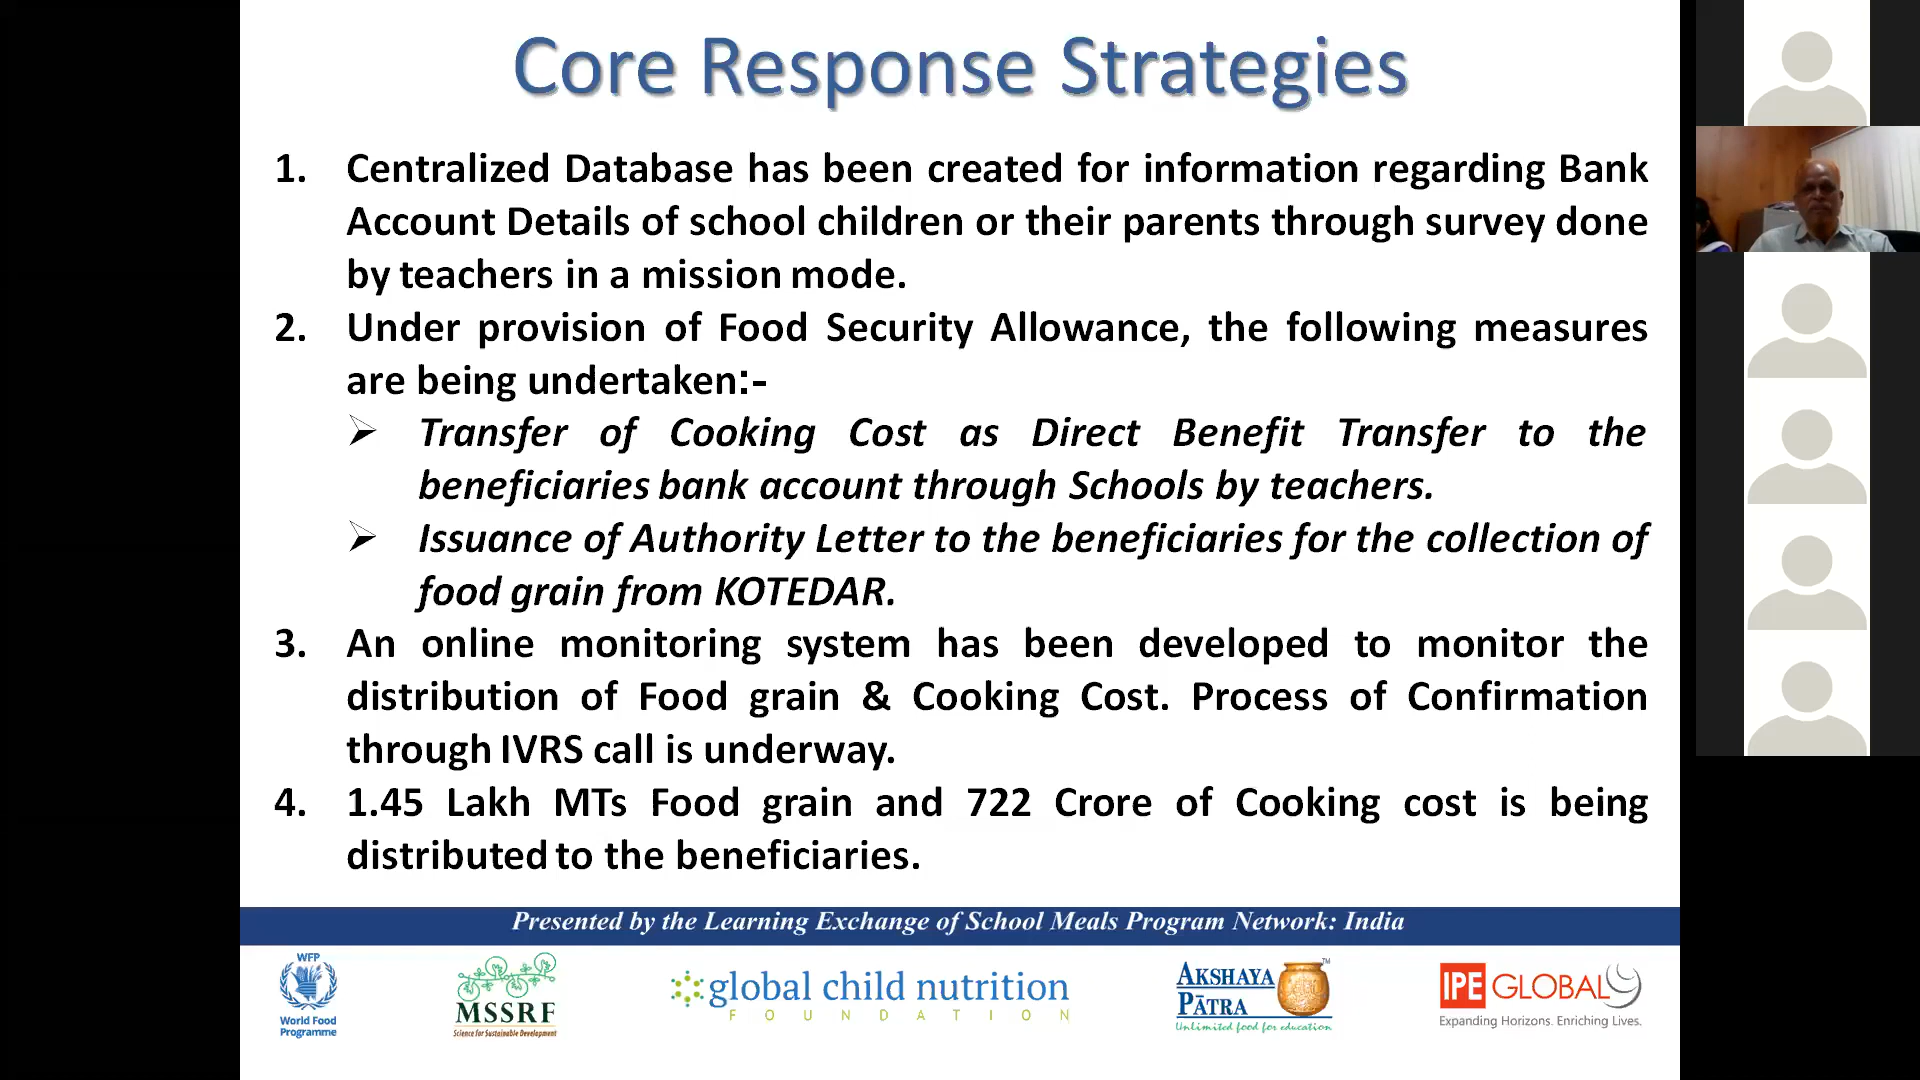 Core Response Strategies
1. Centralized Database has been created for information regarding Bank
Account Details of school children or their parents through survey done
by teachers in a mission mode.
2. Under provision of Food Security Allowance, the following measures
are being undertaken:-
➢ Transfer of Cooking Cost as Direct Benefit Transfer to the
beneficiaries bank account through Schools by teachers.
➢ Issuance of Authority Letter to the beneficiaries for the collection of
food grain from KOTEDAR.
3. An online monitoring system has been developed to monitor the
distribution of Food grain & Cooking Cost. Process of Confirmation
through IVRS call is underway.
4. 1.45 Lakh MTs Food grain and 722 Crore of Cooking cost is being
distributed to the beneficiaries.
Presented by the Learning Exchange of School Meals Program Network: India
WFP
World Food
Programme
MSSRF
Science for Sustainable Development
global child nutrition
FOUNDATION
AKSHAYA TM
PĀTRA
Unlimited food for education
IPE GLOBAL
Expanding Horizons. Enriching Lives.